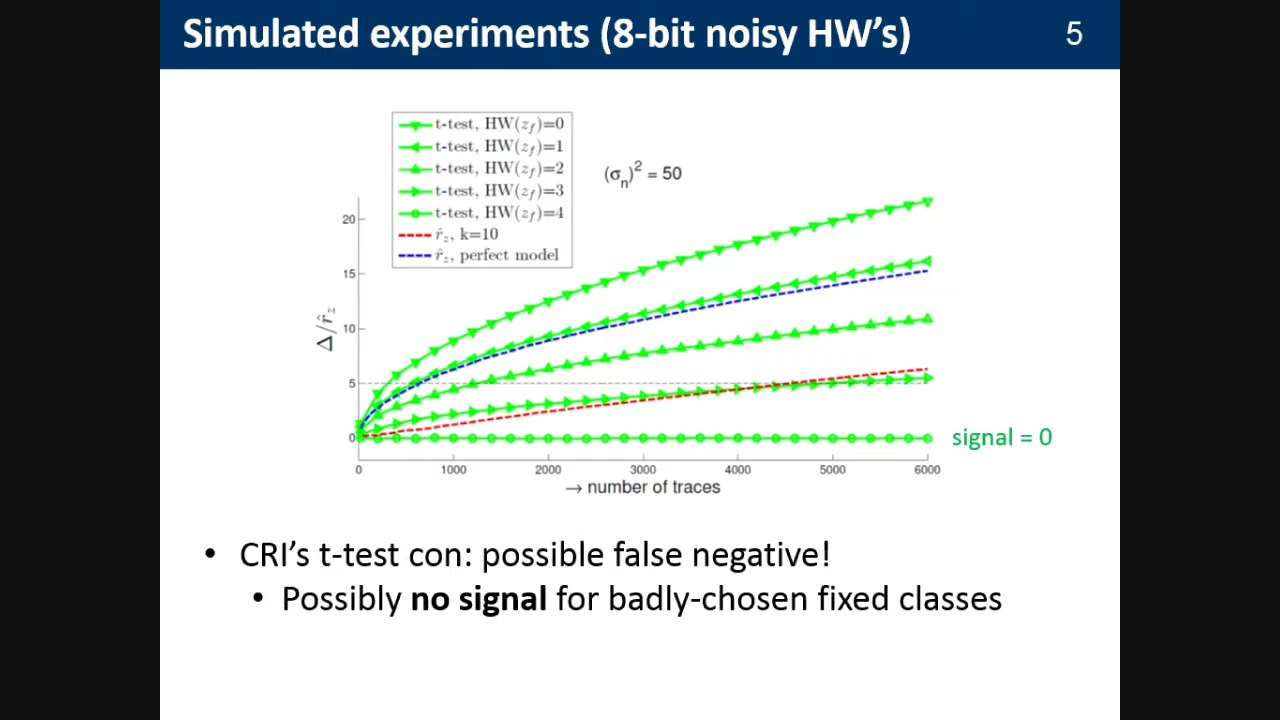 Simulated experiments (8-bit noisy HW's) 5
t-test, HW(z_f)=0
t-test, HW(z_f)=1
t-test, HW(z_f)=2
t-test, HW(z_f)=3
t-test, HW(z_f)=4
r̂_z, k=10
r̂_z, perfect model
(σ_n)² = 50
20
15
10
5
0
Δ/r̂_z
signal = 0
0 1000 2000 3000 4000 5000 6000
→ number of traces
• CRI's t-test con: possible false negative!
• Possibly no signal for badly-chosen fixed classes